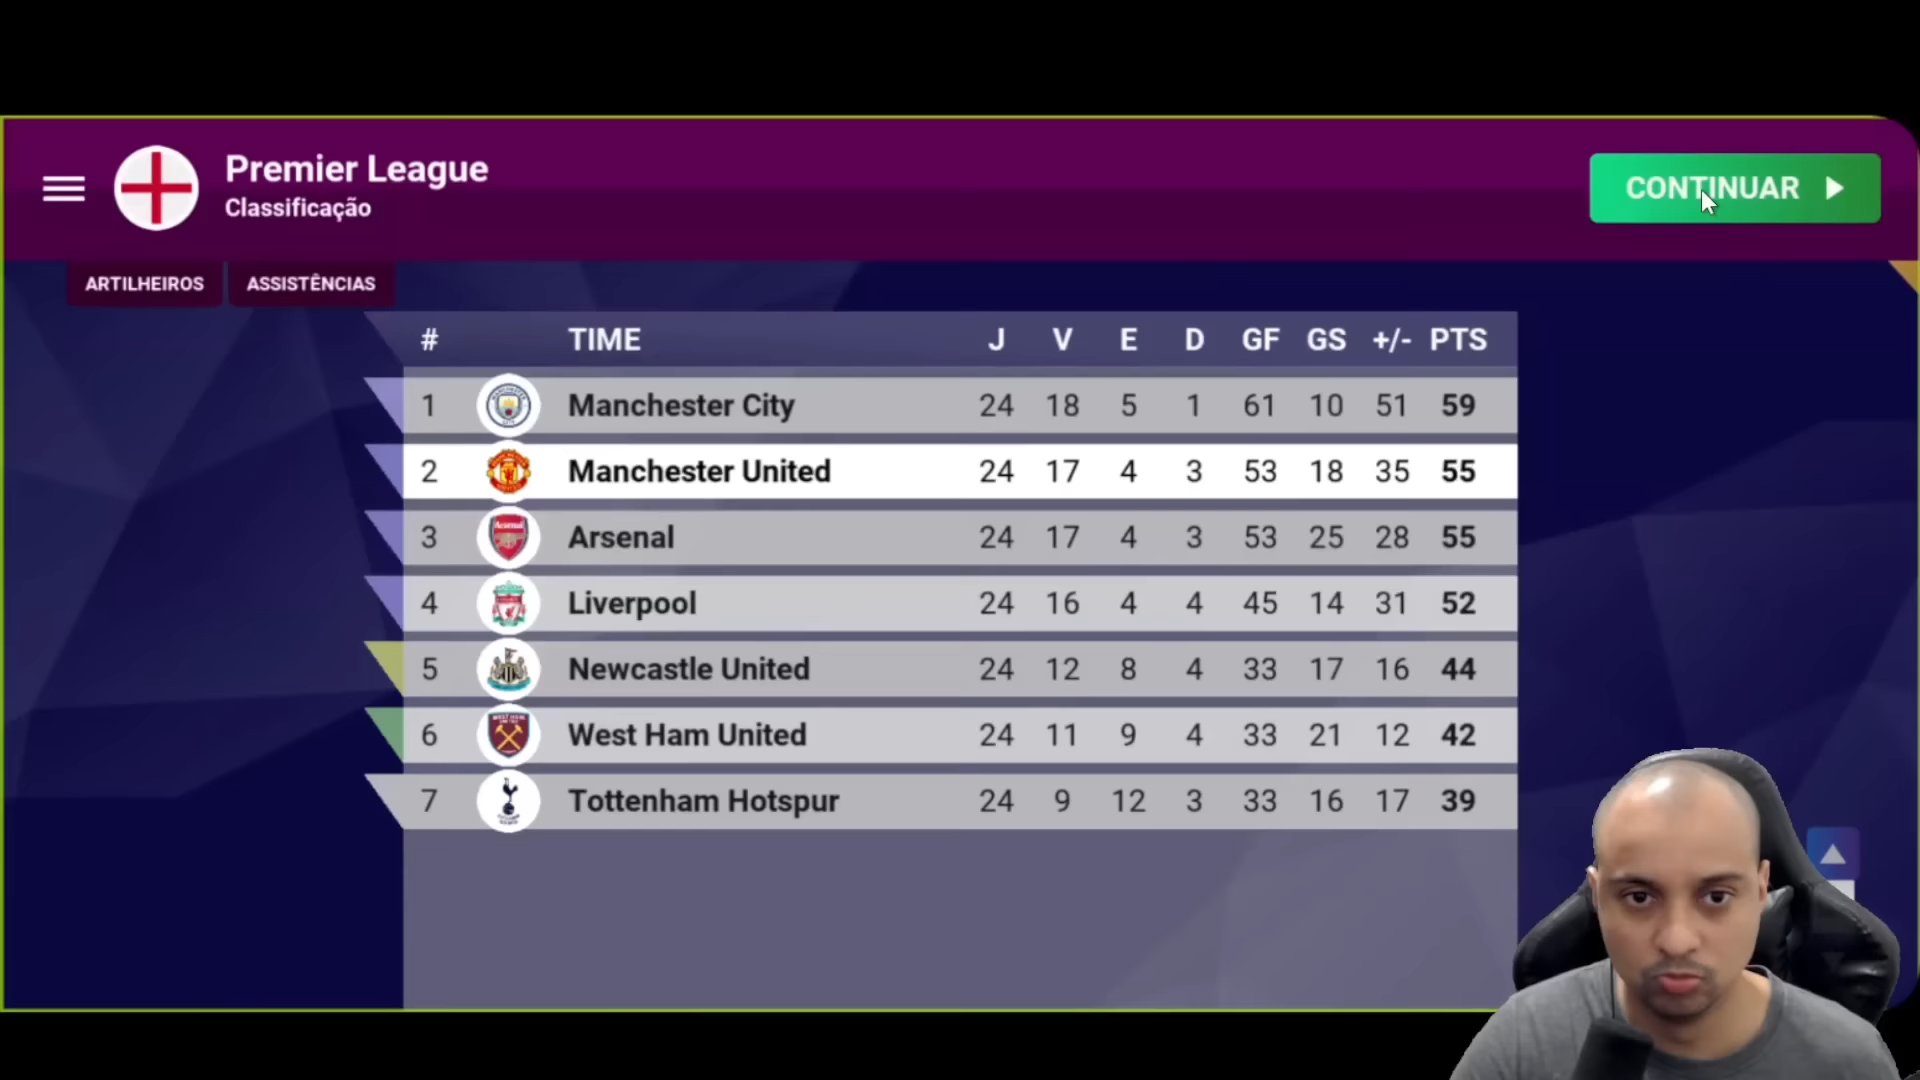 Premier League
Classificação
CONTINUAR
ARTILHEIROS ASSISTÊNCIAS
# TIME J V E D GF GS +/- PTS
1 Manchester City 24 18 5 1 61 10 51 59
2 Manchester United 24 17 4 3 53 18 35 55
3 Arsenal 24 17 4 3 53 25 28 55
4 Liverpool 24 16 4 4 45 14 31 52
5 Newcastle United 24 12 8 4 33 17 16 44
6 West Ham United 24 11 9 4 33 21 12 42
7 Tottenham Hotspur 24 9 12 3 33 16 17 39